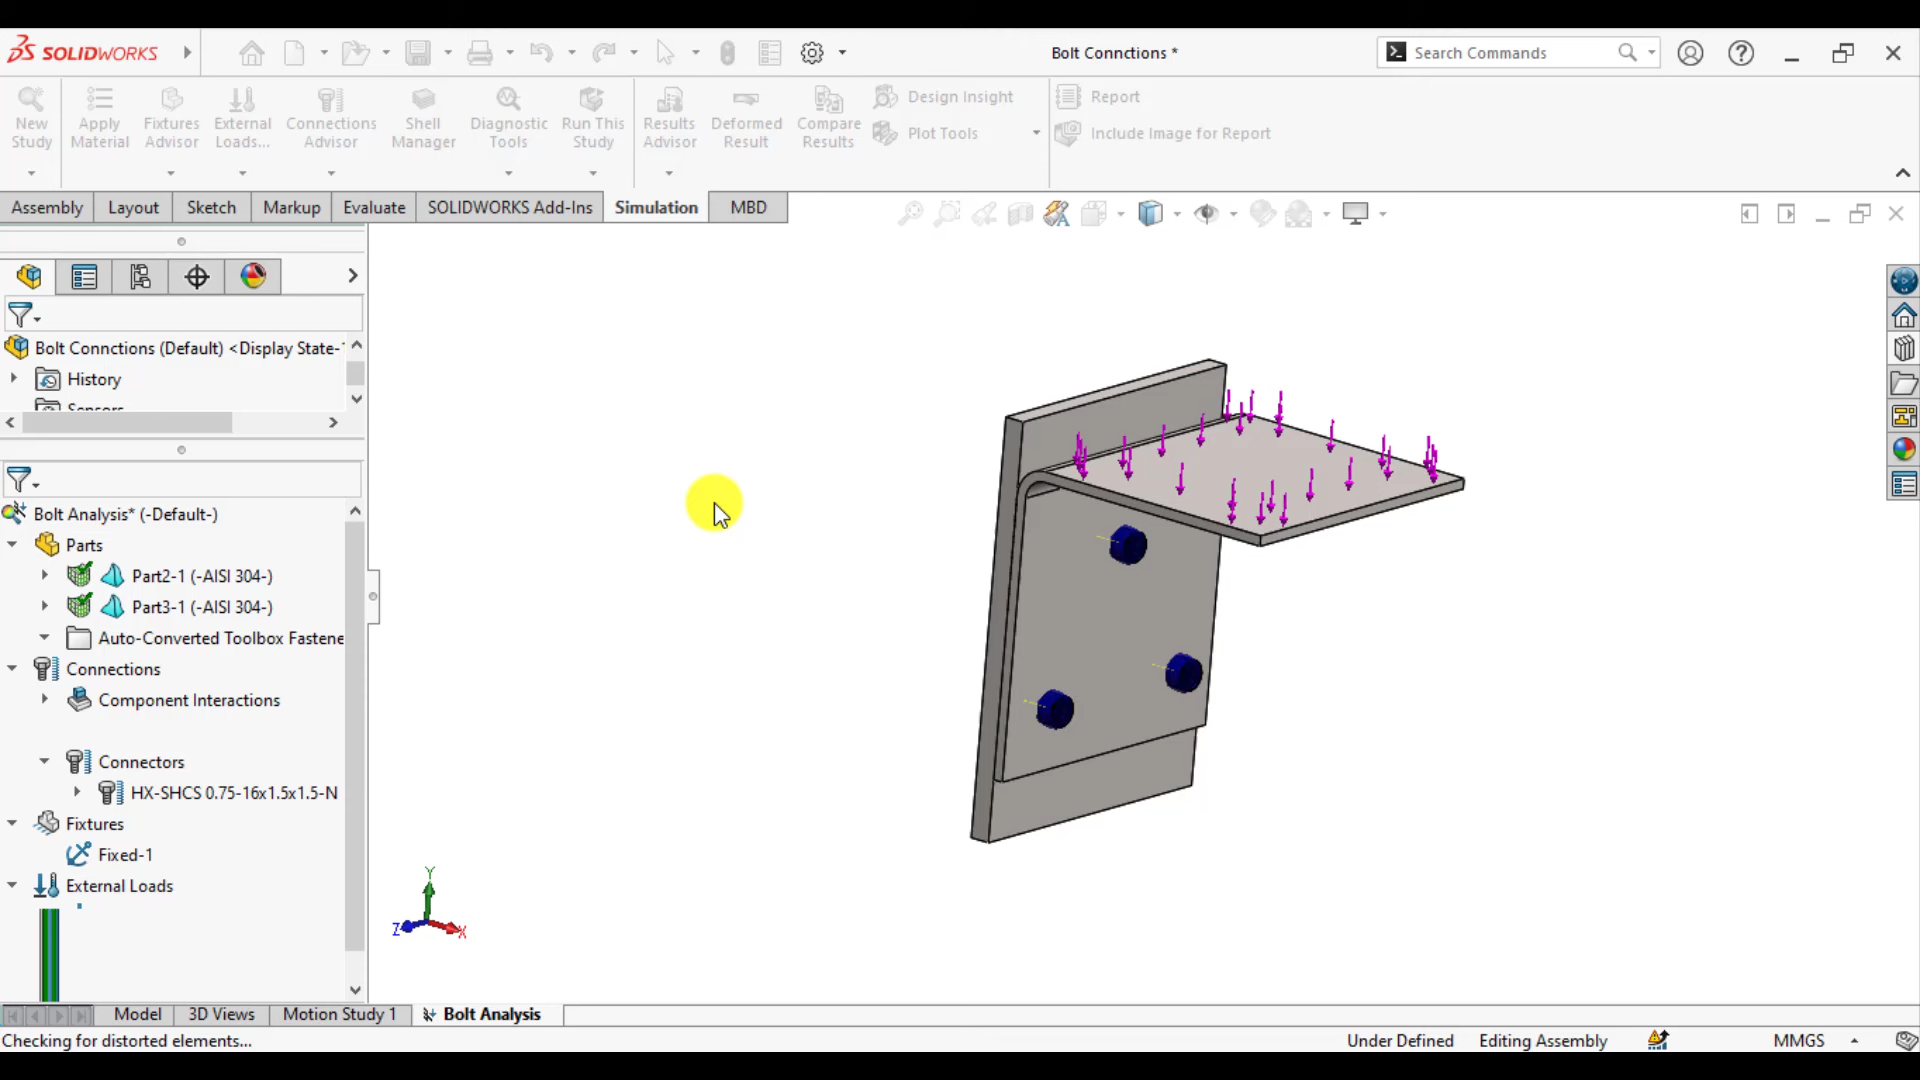 SOLIDWORKS
Bolt Connctions *
Search Commands
New Study
Apply Material
Fixtures Advisor
External Loads...
Connections Advisor
Shell Manager
Diagnostic Tools
Run This Study
Results Advisor
Deformed Result
Compare Results
Design Insight
Plot Tools
Report
Include Image for Report
Assembly
Layout
Sketch
Markup
Evaluate
SOLIDWORKS Add-Ins
Simulation
MBD
Bolt Connctions (Default) <Display State-
History
Sensors
Bolt Analysis* (-Default-)
Parts
Part2-1 (-AISI 304-)
Part3-1 (-AISI 304-)
Auto-Converted Toolbox Fastene
Connections
Component Interactions
Connectors
HX-SHCS 0.75-16x1.5x1.5-N
Fixtures
Fixed-1
External Loads
Y
Z
X
Model
3D Views
Motion Study 1
Bolt Analysis
Checking for distorted elements...
Under Defined
Editing Assembly
MMGS